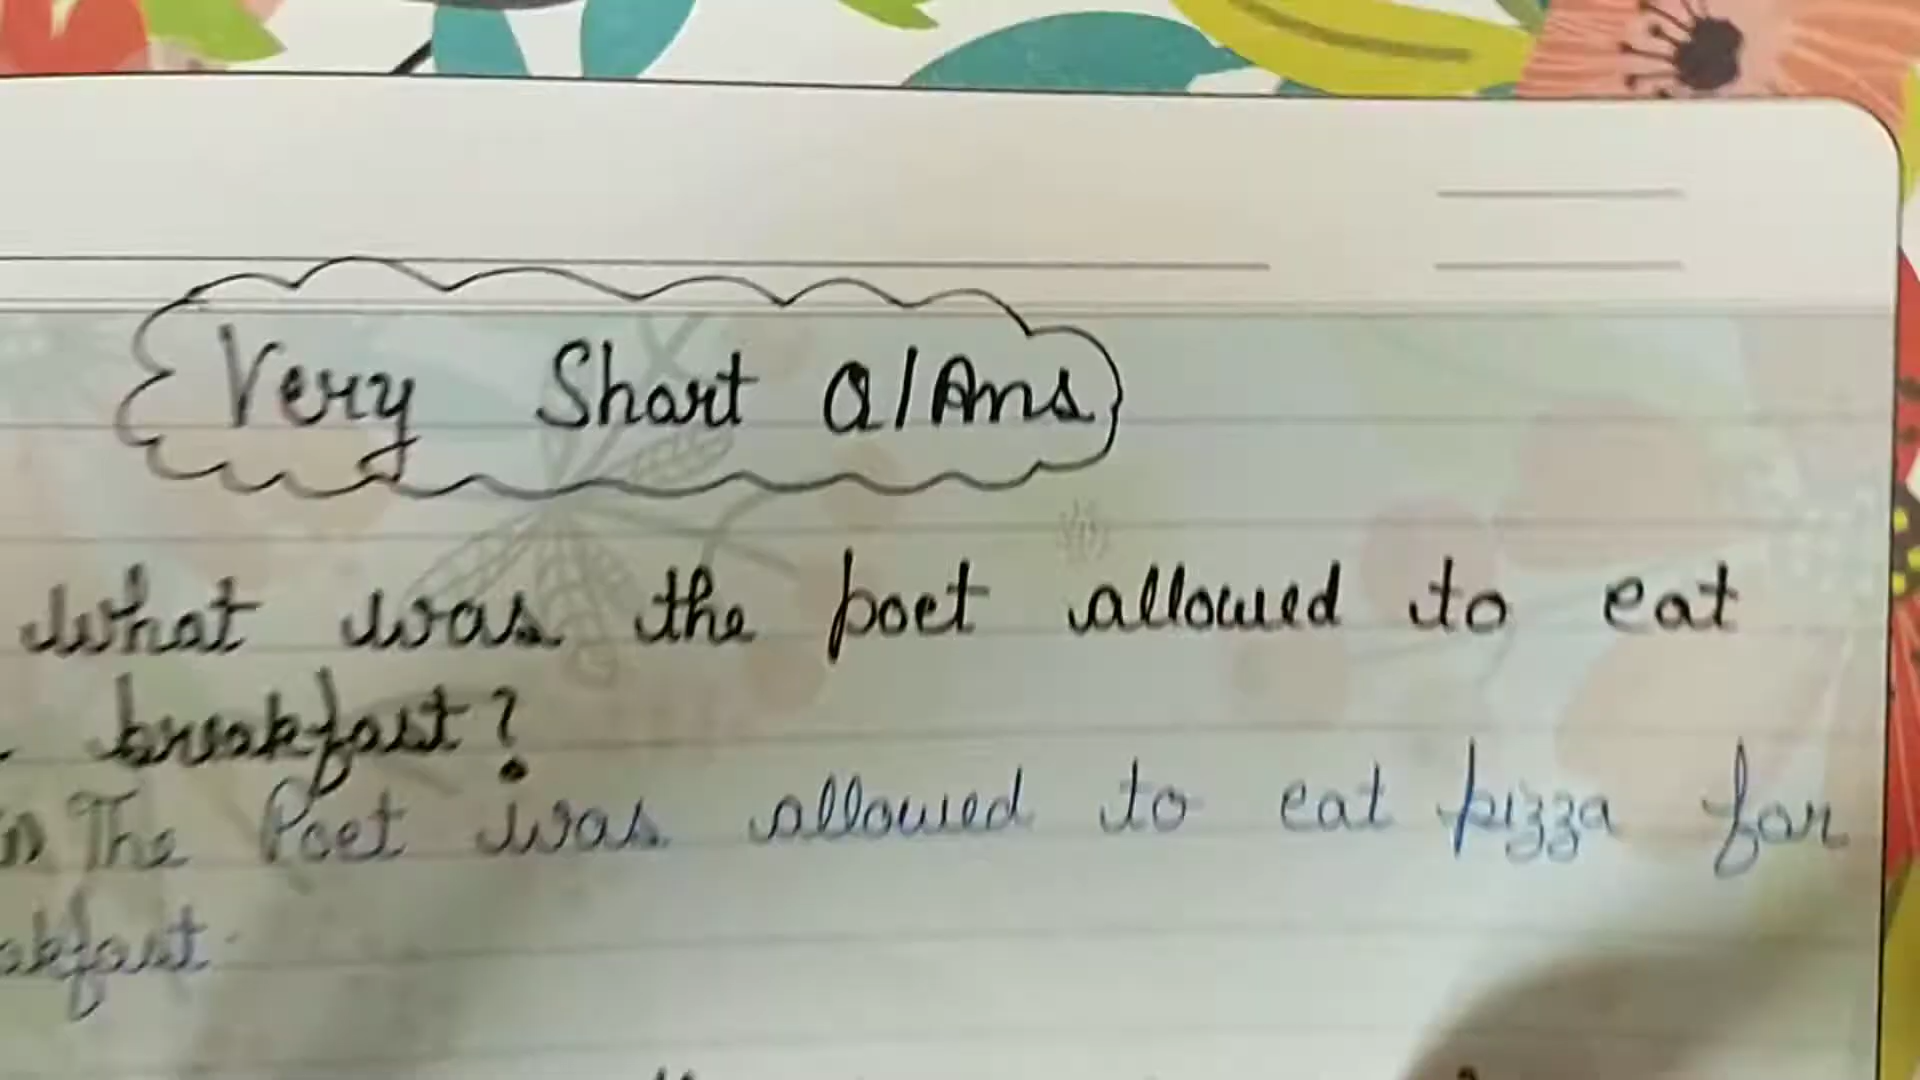 Very Short Q/Ans
What was the poet allowed to eat
breakfast?
The Poet was allowed to eat pizza for